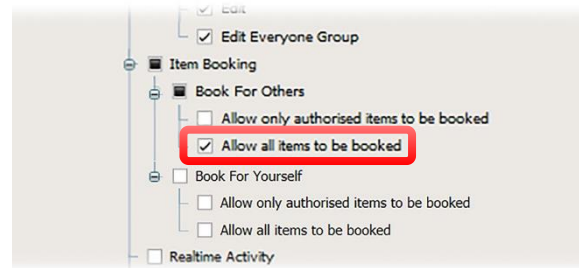 Edit
Edit Everyone Group
Item Booking
Book For Others
Allow only authorised items to be booked
Allow all items to be booked
Book For Yourself
Allow only authorised items to be booked
Allow all items to be booked
Realtime Activity